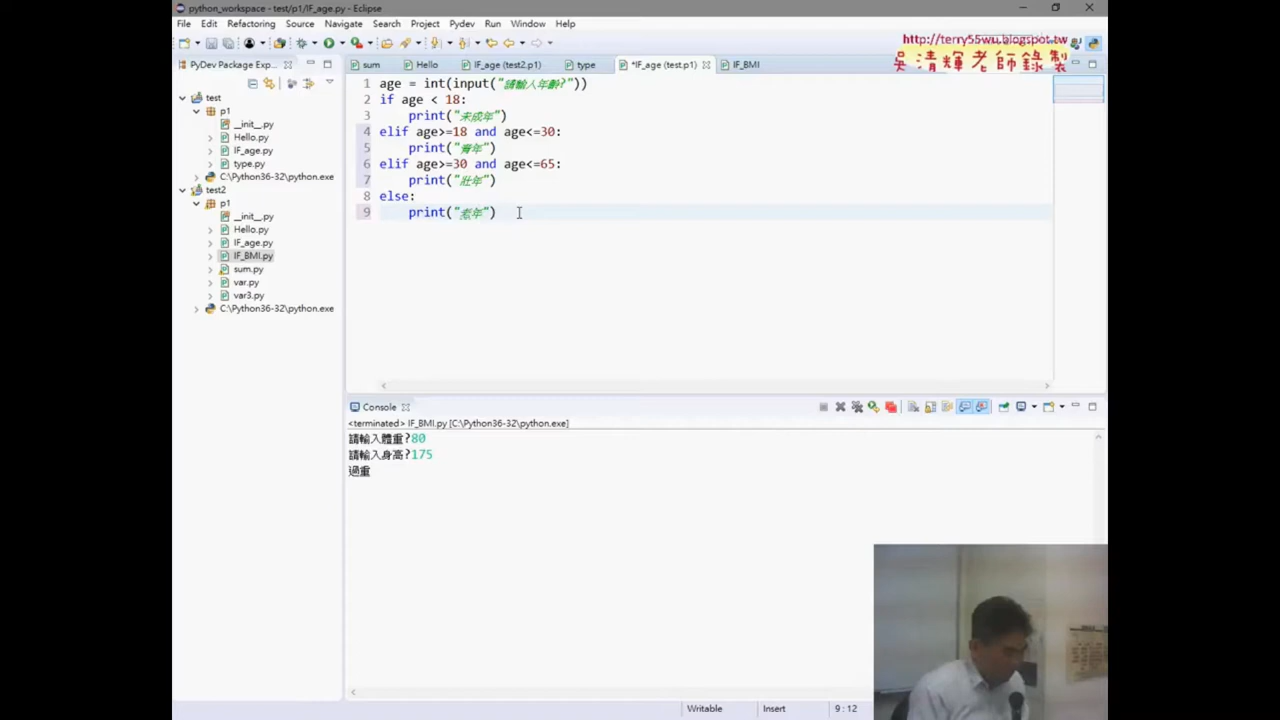 python_workspace - test/p1/IF_age.py - Eclipse
File Edit Refactoring Source Navigate Search Project Pydev Run Window Help
http://terry55wu.blogspot.tw
吳清輝老師錄製
PyDev Package Exp...
sum Hello IF_age (test2.p1) type *IF_age (test.p1) IF_BMI
test
p1
__init__.py
Hello.py
IF_age.py
type.py
C:\Python36-32\python.exe
test2
p1
__init__.py
Hello.py
IF_age.py
IF_BMI.py
sum.py
var.py
var3.py
C:\Python36-32\python.exe
1 age = int(input("請輸入年齡?"))
2 if age < 18:
3 print("未成年")
4 elif age>=18 and age<=30:
5 print("青年")
6 elif age>=30 and age<=65:
7 print("壯年")
8 else:
9 print("老年")
Console
<terminated> IF_BMI.py [C:\Python36-32\python.exe]
請輸入體重?80
請輸入身高?175
過重
Writable Insert 9 : 12